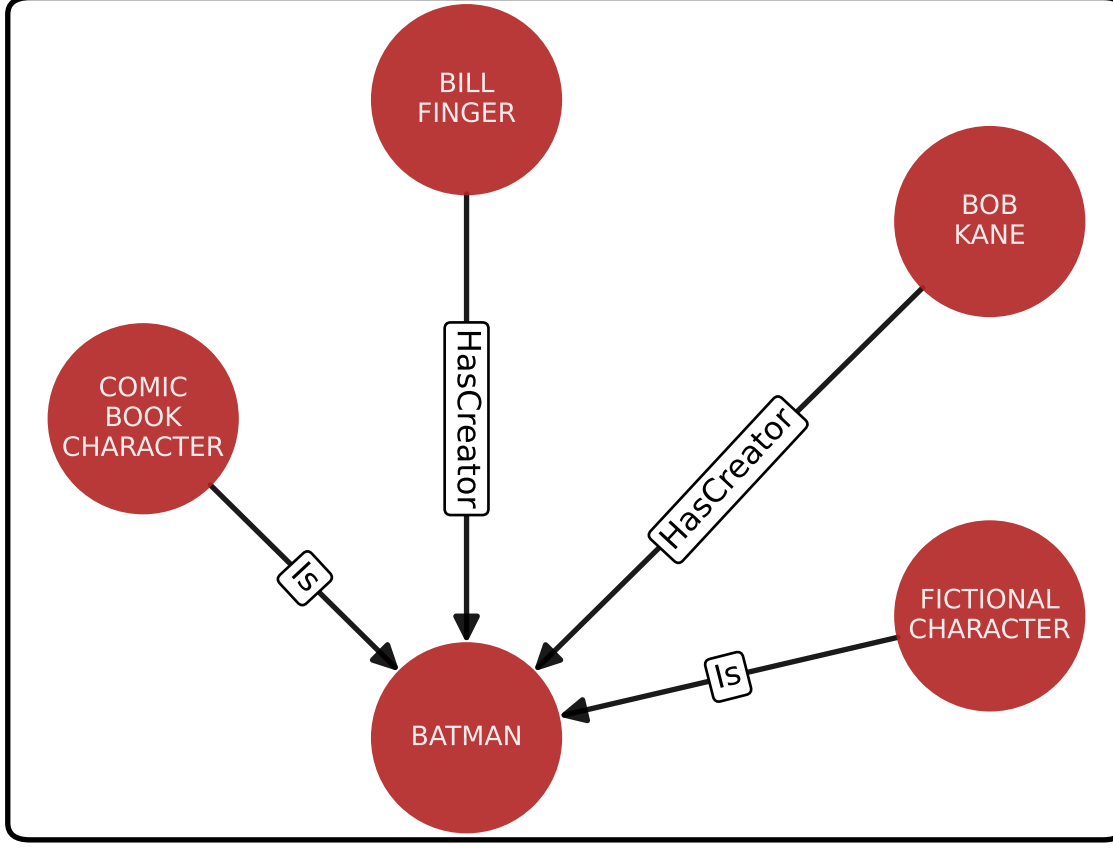 BILL
FINGER
BOB
KANE
HasCreator
COMIC
BOOK
CHARACTER
HasCreator
Is
FICTIONAL
CHARACTER
Is
BATMAN